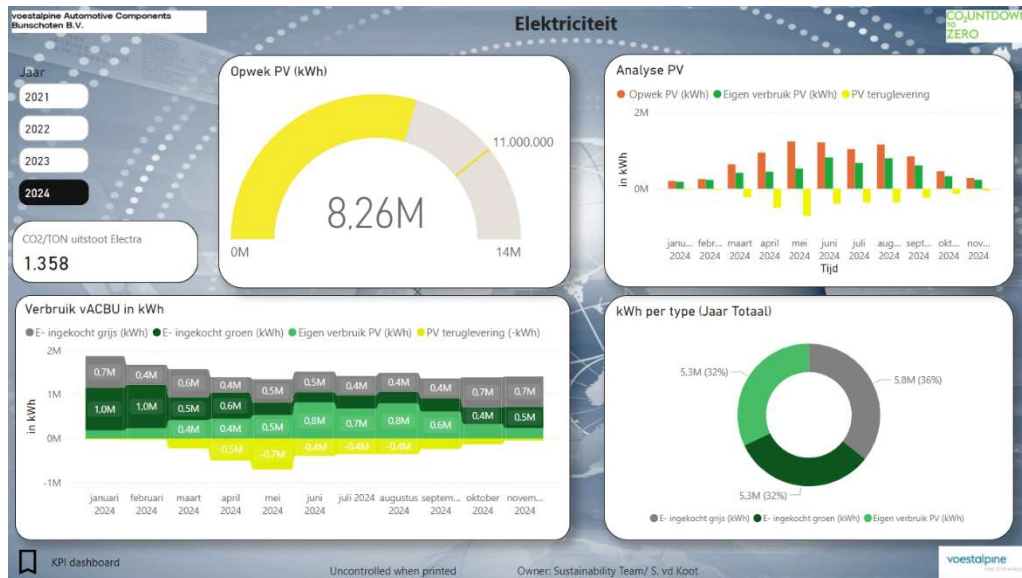 voestalpine Automotive Components
Bunschoten B.V.
Elektriciteit
CO2UNTDOWN
TO
ZERO
Jaar
2021
2022
2023
2024
CO2/TON uitstoot Electra
1.358
Opwek PV (kWh)
11.000.000
8,26M
0M
14M
Analyse PV
Opwek PV (kWh) Eigen verbruik PV (kWh) PV teruglevering
2M
0M
in kWh
janu... febr... maart april mei juni juli aug... sept... okt... nov...
2024 2024 2024 2024 2024 2024 2024 2024 2024 2024 2024
Tijd
Verbruik vACBU in kWh
E- ingekocht grijs (kWh) E- ingekocht groen (kWh) Eigen verbruik PV (kWh) PV teruglevering (-kWh)
2M
1M
0M
-1M
in kWh
0,7M 0,4M 0,6M 0,4M 0,5M 0,5M 0,4M 0,4M 0,4M 0,7M 0,7M
1,0M 1,0M 0,5M 0,6M 0,4M 0,5M
0,4M 0,4M 0,5M 0,8M 0,7M 0,8M 0,6M
-0,5M -0,7M -0,4M -0,4M -0,4M
januari februari maart april mei juni juli 2024 augustus septem... oktober novem...
2024 2024 2024 2024 2024 2024 2024 2024 2024 2024
kWh per type (Jaar Totaal)
5.3M (32%)
5.8M (36%)
5.3M (32%)
E- ingekocht grijs (kWh) E- ingekocht groen (kWh) Eigen verbruik PV (kWh)
KPI dashboard
Uncontrolled when printed
Owner: Sustainability Team/ S. vd Koot
voestalpine